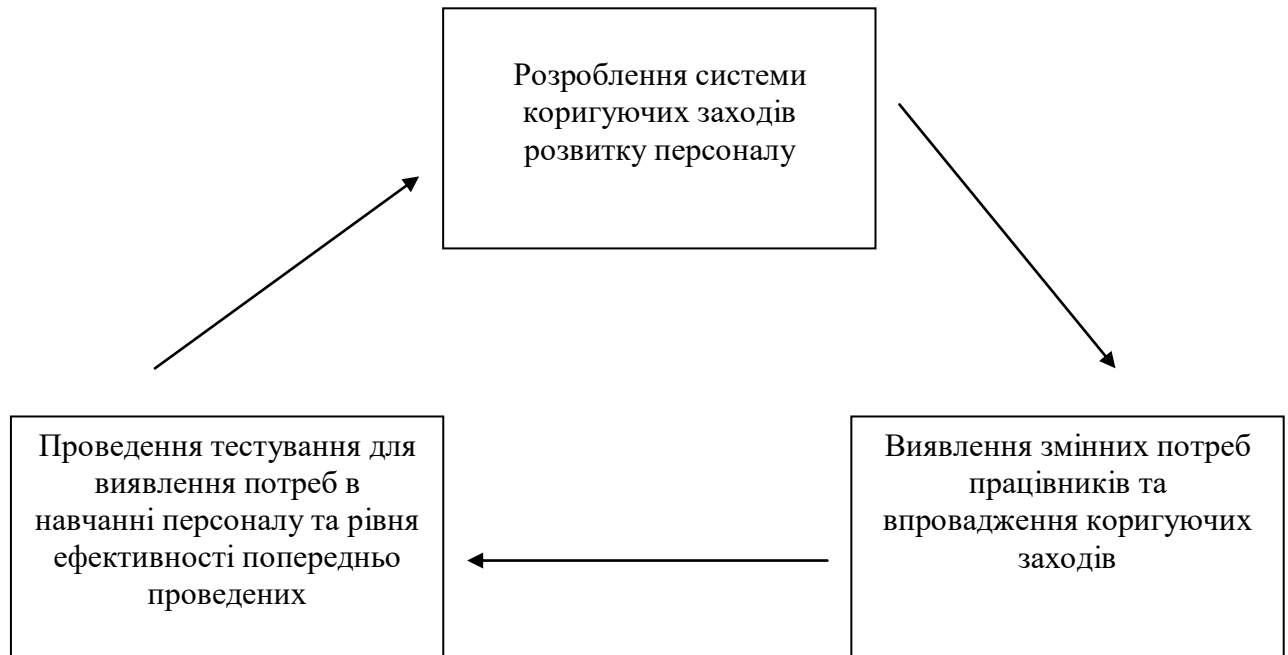 Розроблення системи
коригуючих заходів
розвитку персоналу
Проведення тестування для
виявлення потреб в
навчанні персоналу та рівня
ефективності попередньо
проведених
Виявлення змінних потреб
працівників та
впровадження коригуючих
заходів